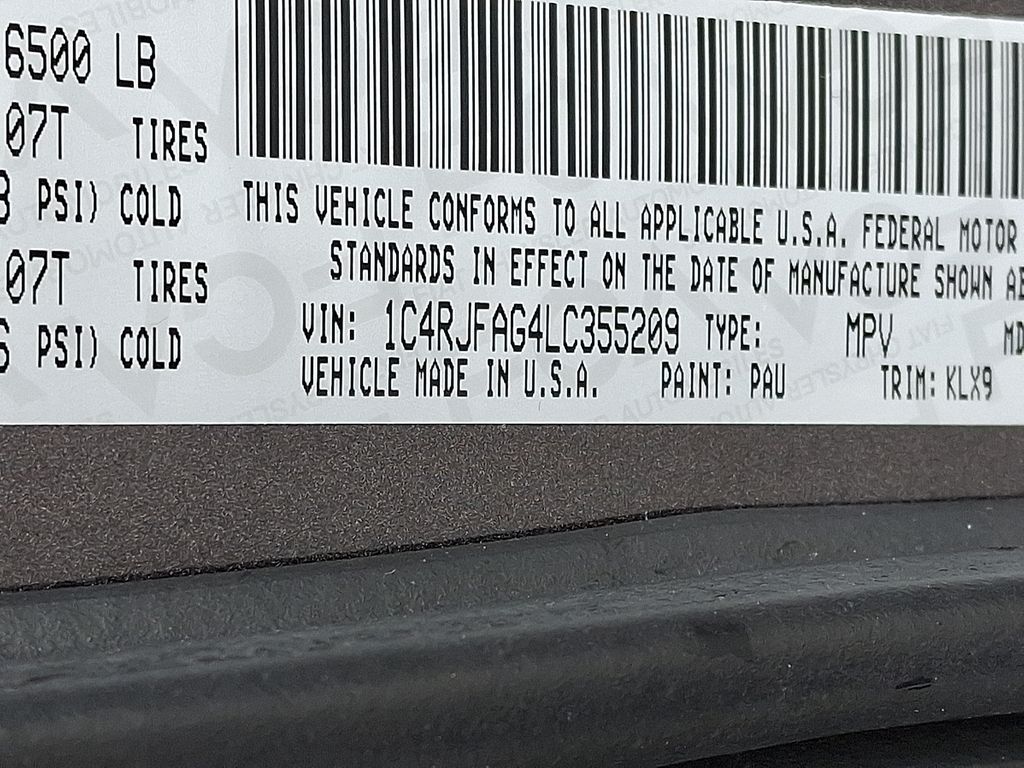 6500 LB
07T TIRES
PSI) COLD
07T TIRES
PSI) COLD
THIS VEHICLE CONFORMS TO ALL APPLICABLE U.S.A. FEDERAL MOTOR
STANDARDS IN EFFECT ON THE DATE OF MANUFACTURE SHOWN
VIN: 1C4RJFAG4LC355209 TYPE: MPV MD
VEHICLE MADE IN U.S.A. PAINT: PAU TRIM: KLX9